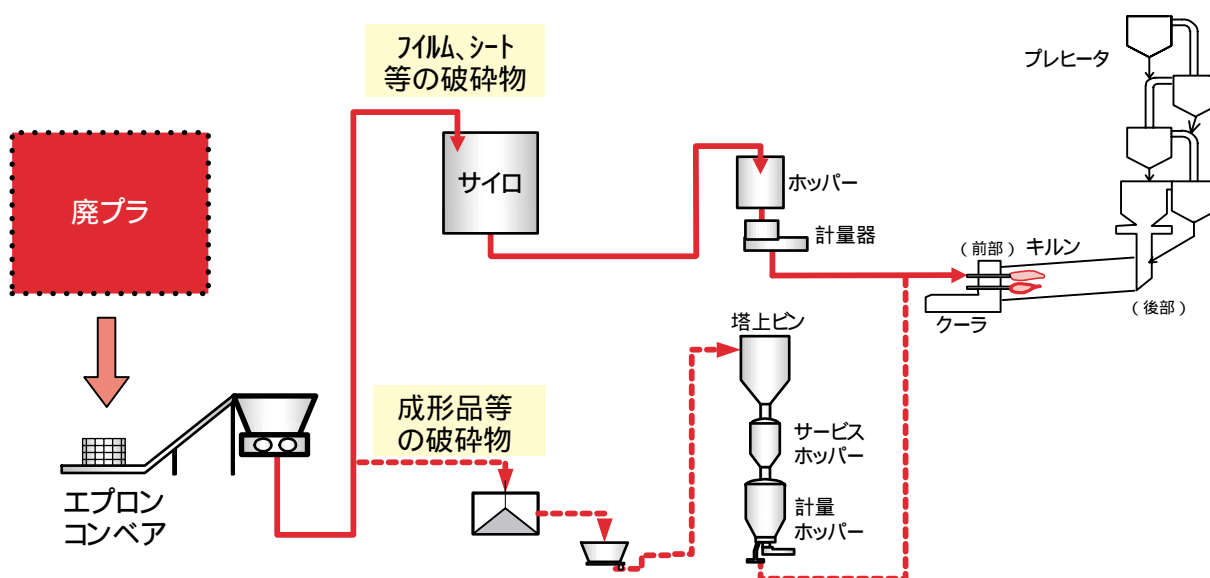 フイルム、シート
等の破砕物
プレヒータ
廃プラ
サイロ
ホッパー
計量器
（前部）キルン
（後部）
クーラ
塔上ビン
成形品等
の破砕物
サービス
ホッパー
計量
ホッパー
エプロン
コンベア